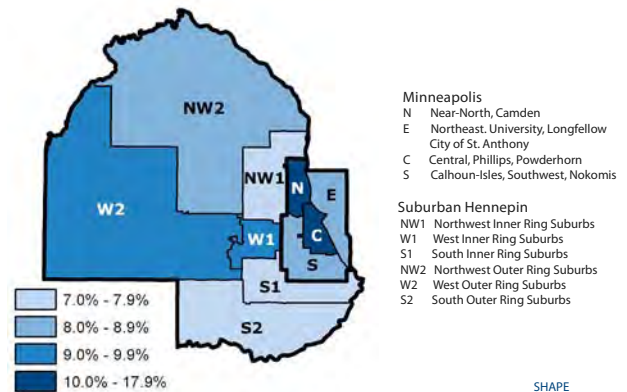 NW2
NW1
N
E
W2
W1
C
S
S1
S2
7.0% - 7.9%
8.0% - 8.9%
9.0% - 9.9%
10.0% - 17.9%
Minneapolis
N Near-North, Camden
E Northeast. University, Longfellow
City of St. Anthony
C Central, Phillips, Powderhorn
S Calhoun-Isles, Southwest, Nokomis
Suburban Hennepin
NW1 Northwest Inner Ring Suburbs
W1 West Inner Ring Suburbs
S1 South Inner Ring Suburbs
NW2 Northwest Outer Ring Suburbs
W2 West Outer Ring Suburbs
S2 South Outer Ring Suburbs
SHAPE